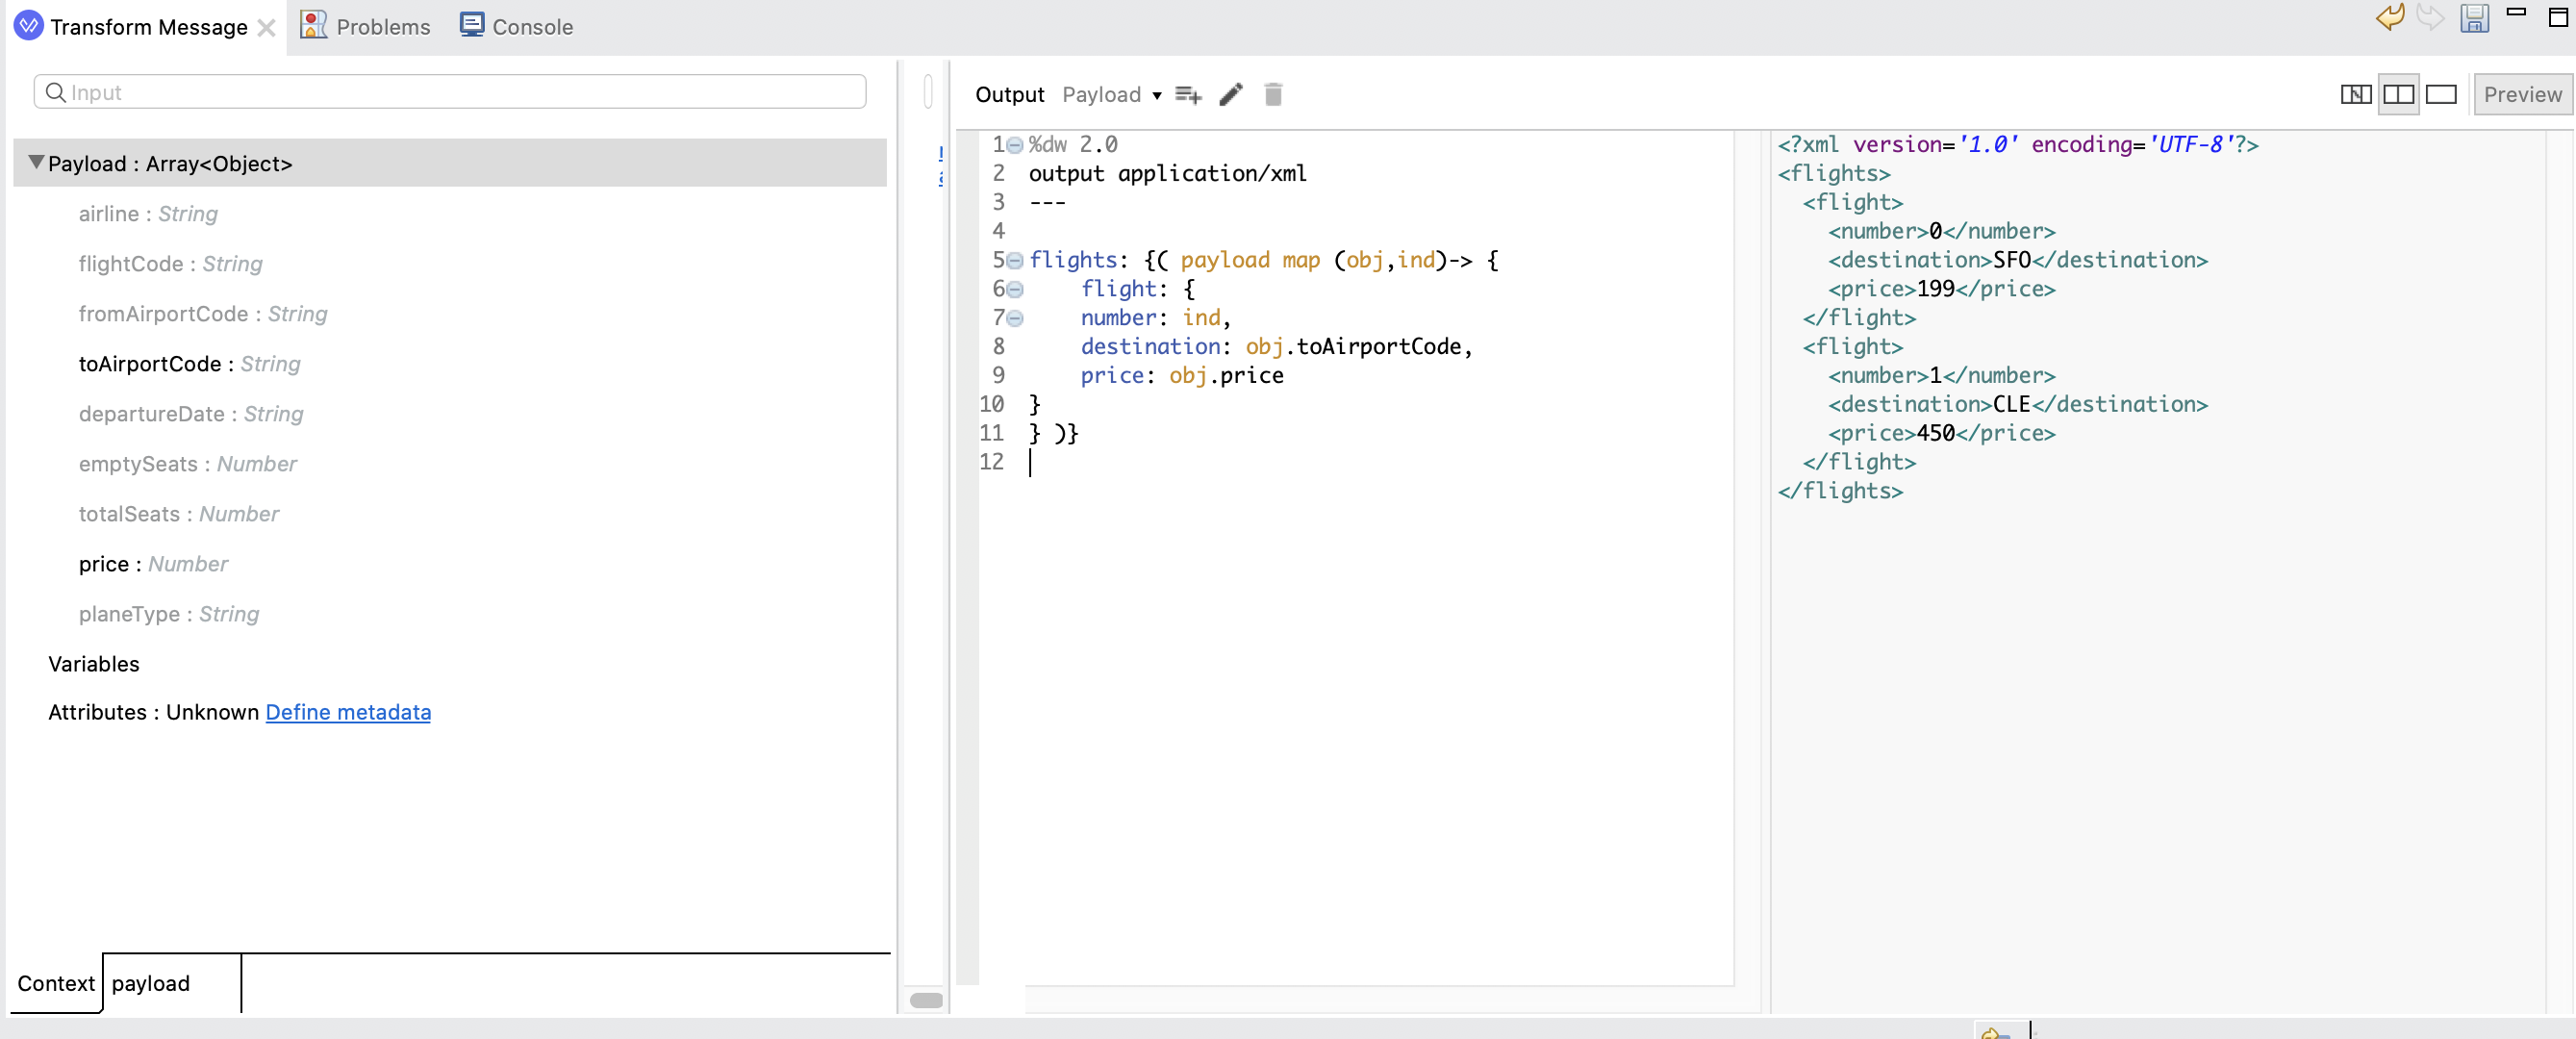 Transform Message Problems Console
Input
Payload : Array<Object>
airline : String
flightCode : String
fromAirportCode : String
toAirportCode : String
departureDate : String
emptySeats : Number
totalSeats : Number
price : Number
planeType : String
Variables
Attributes : Unknown Define metadata
Context payload
Output Payload Preview
1 %dw 2.0
2 output application/xml
3 ---
4
5 flights: {( payload map (obj,ind)-> {
6     flight: {
7     number: ind,
8     destination: obj.toAirportCode,
9     price: obj.price
10 }
11 } )}
12
<?xml version='1.0' encoding='UTF-8'?>
<flights>
  <flight>
    <number>0</number>
    <destination>SFO</destination>
    <price>199</price>
  </flight>
  <flight>
    <number>1</number>
    <destination>CLE</destination>
    <price>450</price>
  </flight>
</flights>